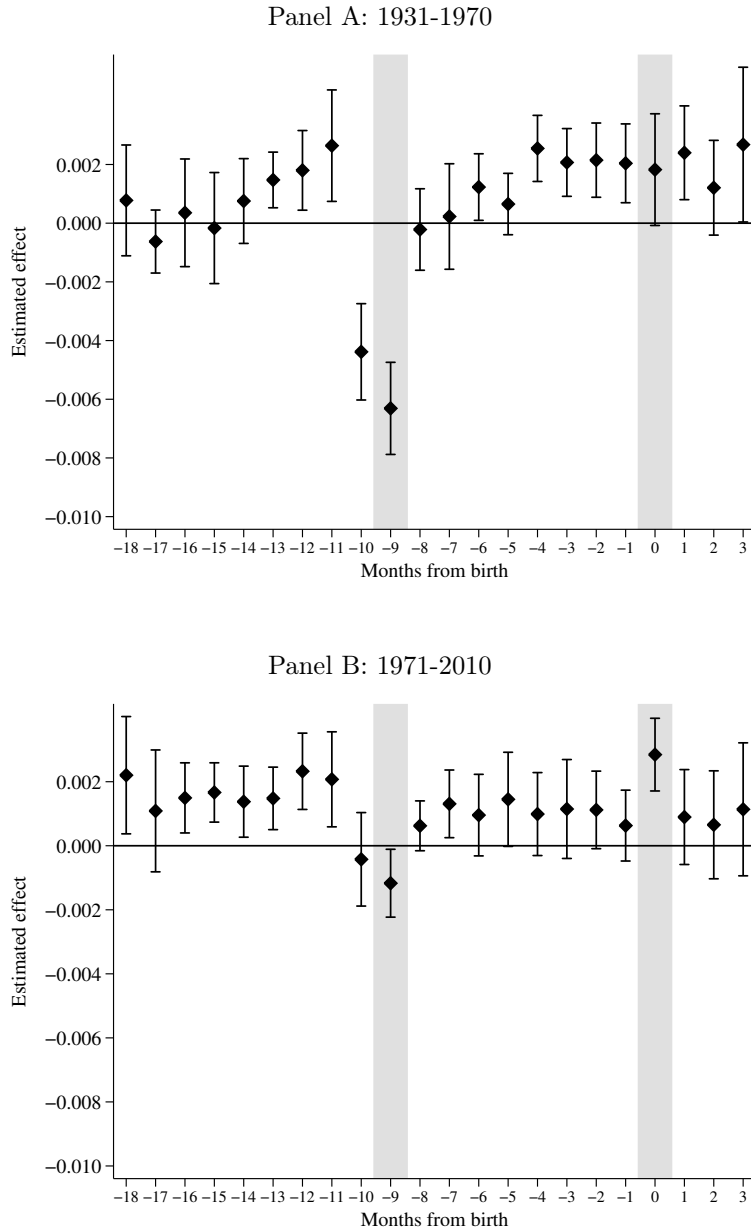 Panel A: 1931-1970
Estimated effect
0.002
0.000
−0.002
−0.004
−0.006
−0.008
−0.010
−18 −17 −16 −15 −14 −13 −12 −11 −10 −9 −8 −7 −6 −5 −4 −3 −2 −1 0 1 2 3
Months from birth
Panel B: 1971-2010
Estimated effect
0.002
0.000
−0.002
−0.004
−0.006
−0.008
−0.010
−18 −17 −16 −15 −14 −13 −12 −11 −10 −9 −8 −7 −6 −5 −4 −3 −2 −1 0 1 2 3
Months from birth